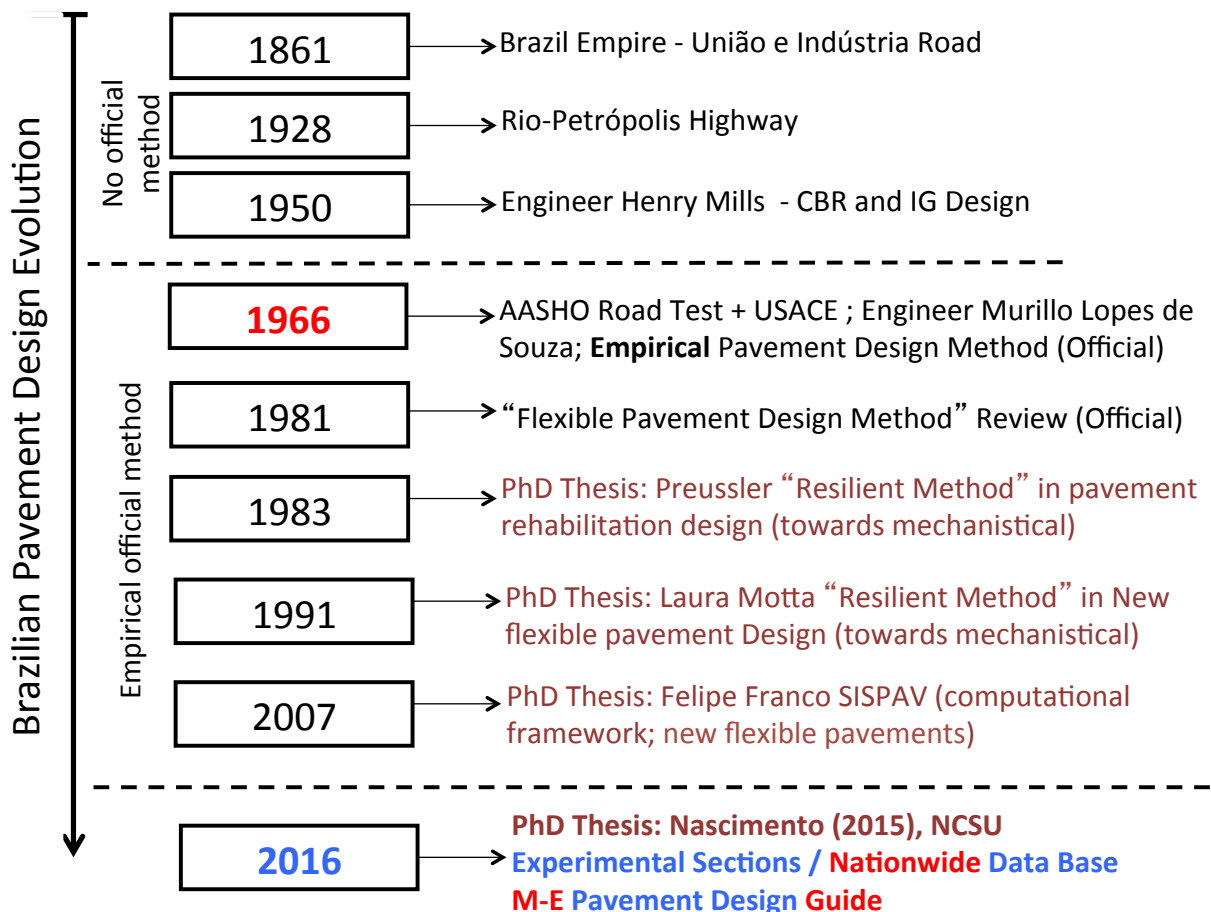 Brazilian Pavement Design Evolution
No official
method
1861
Brazil Empire - União e Indústria Road
1928
Rio-Petrópolis Highway
1950
Engineer Henry Mills - CBR and IG Design
Empirical official method
1966
AASHO Road Test + USACE ; Engineer Murillo Lopes de
Souza; Empirical Pavement Design Method (Official)
1981
“Flexible Pavement Design Method” Review (Official)
1983
PhD Thesis: Preussler “Resilient Method” in pavement
rehabilitation design (towards mechanistical)
1991
PhD Thesis: Laura Motta “Resilient Method” in New
flexible pavement Design (towards mechanistical)
2007
PhD Thesis: Felipe Franco SISPAV (computational
framework; new flexible pavements)
2016
PhD Thesis: Nascimento (2015), NCSU
Experimental Sections / Nationwide Data Base
M-E Pavement Design Guide